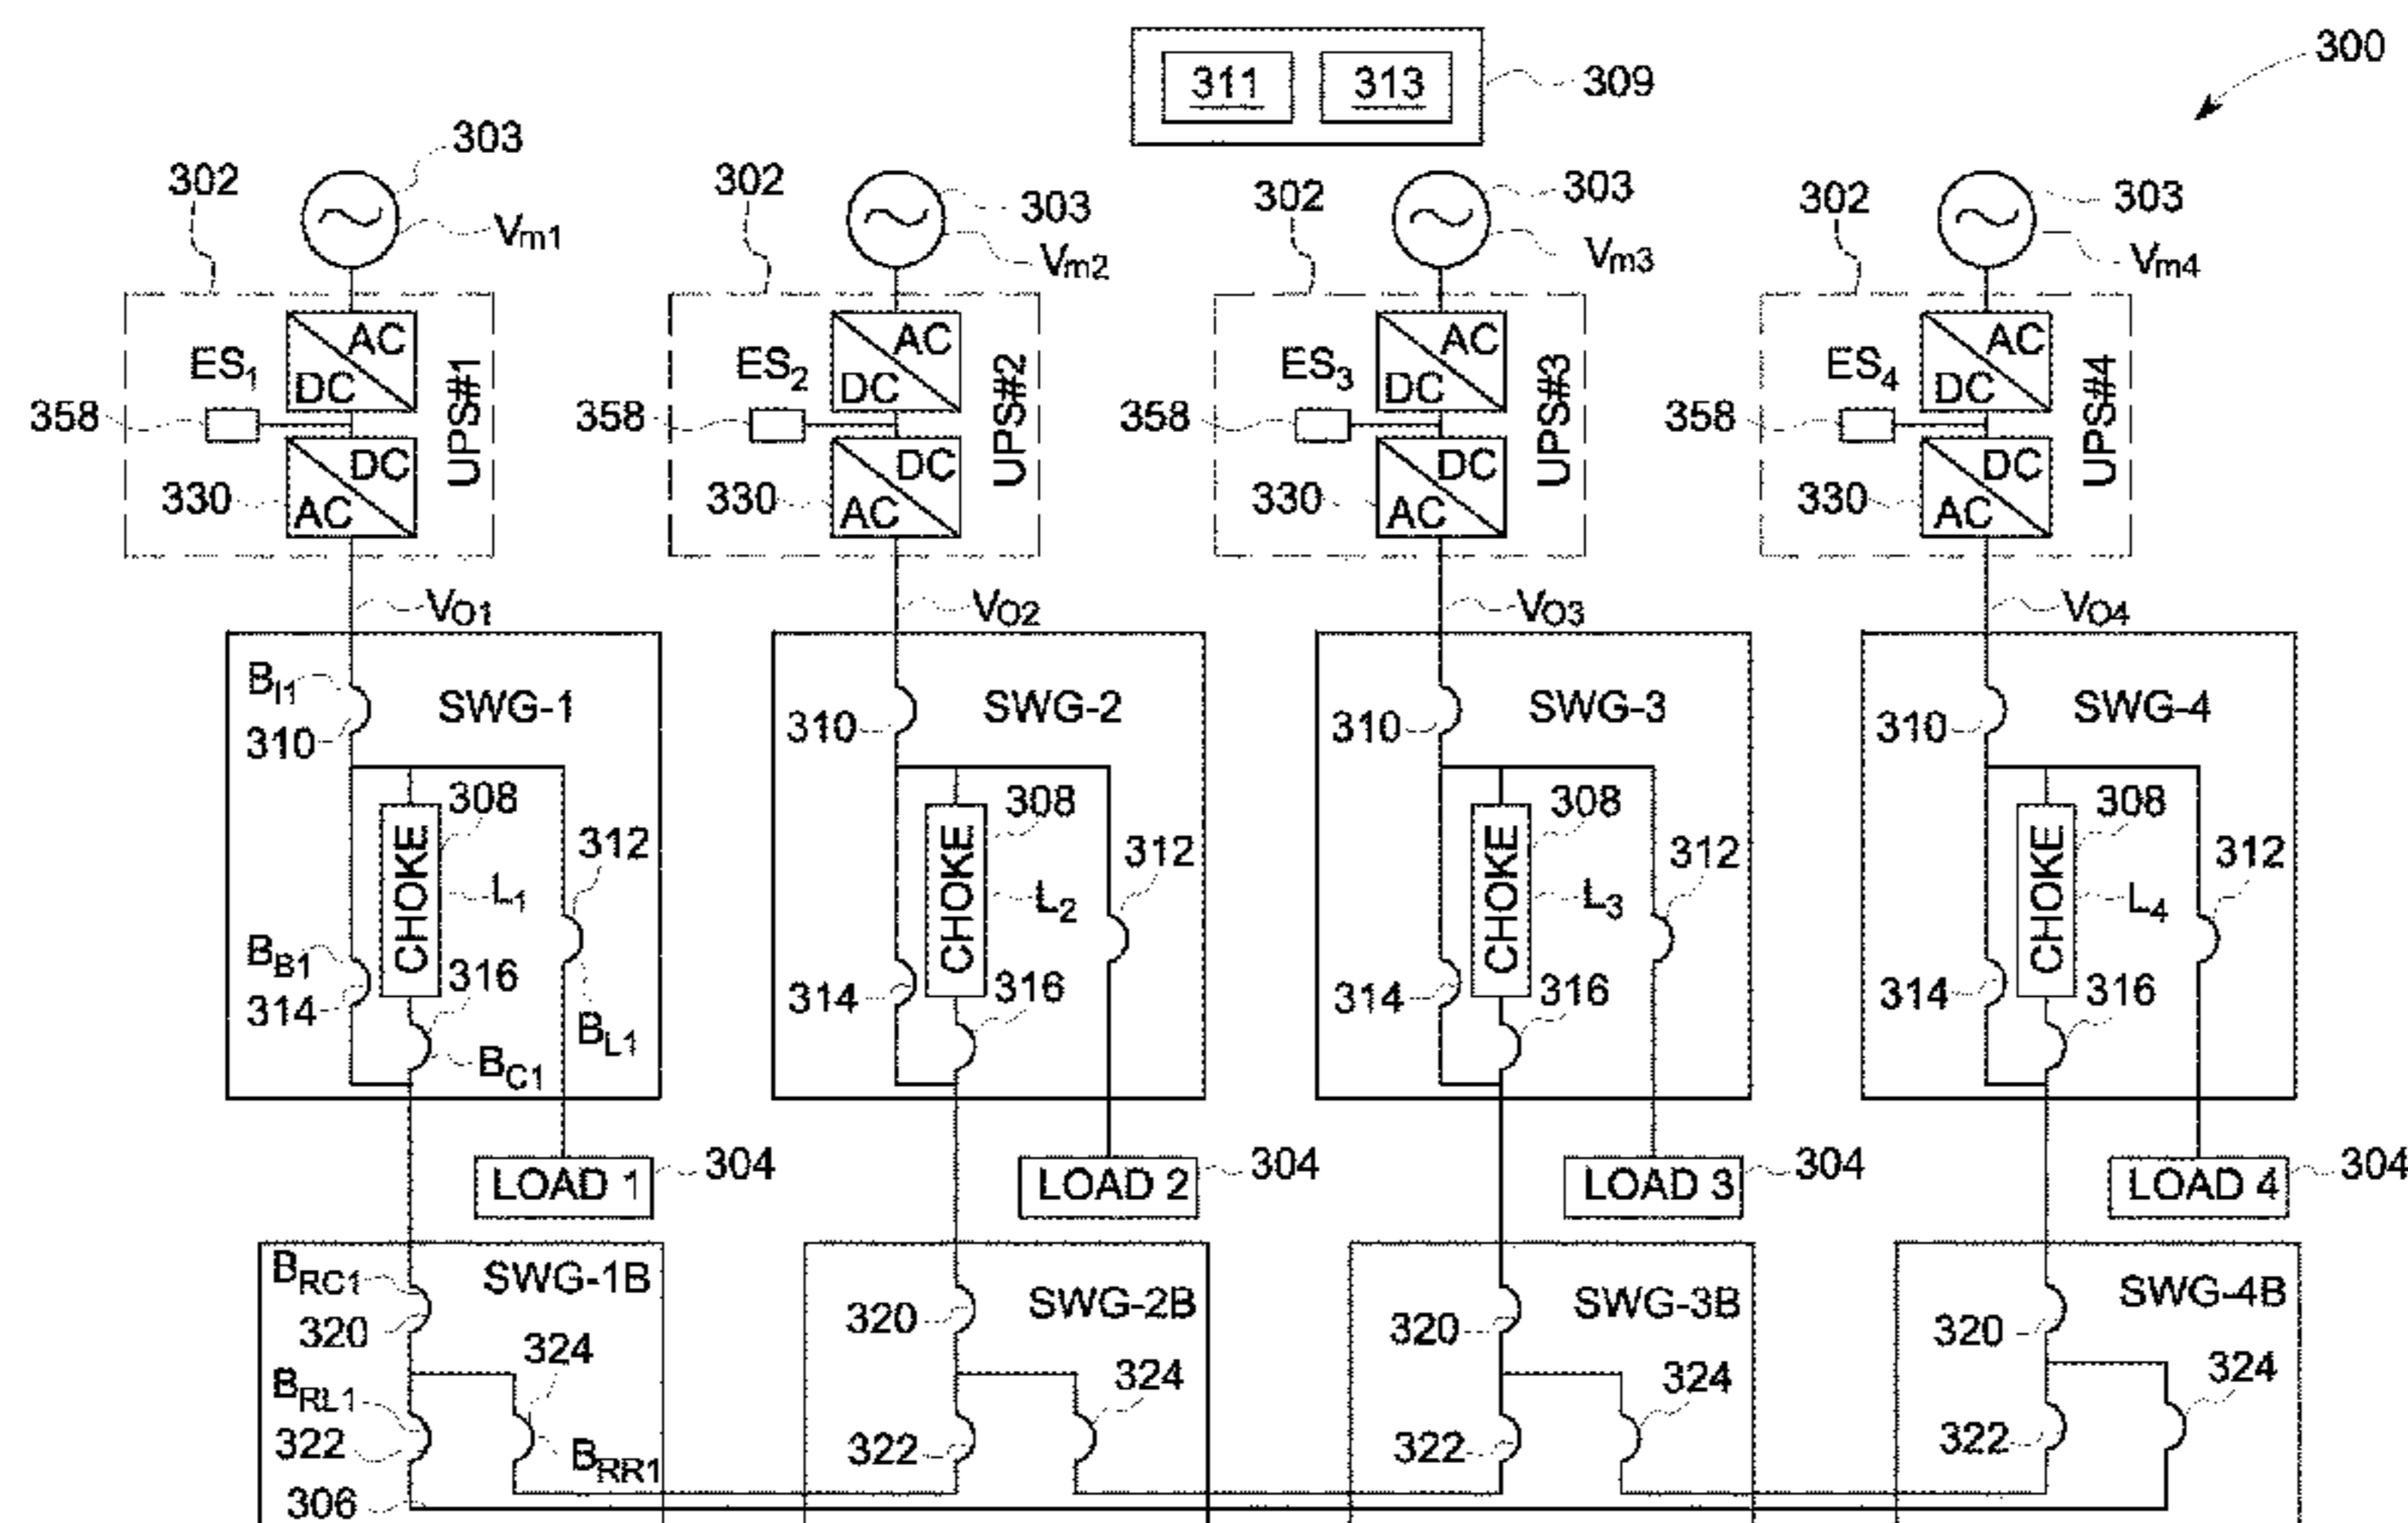 300
311 313 309
303 303 303 303
302 302 302 302
Vm1 Vm2 Vm3 Vm4
AC AC AC AC
ES1 DC UPS#1 ES2 DC UPS#2 ES3 DC UPS#3 ES4 DC UPS#4
358 358 358 358
DC DC DC DC
330 AC 330 AC 330 AC 330 AC
VO1 VO2 VO3 VO4
BI1 SWG-1 SWG-2 SWG-3 SWG-4
310 310 310 310
308 308 308 308
CHOKE CHOKE CHOKE CHOKE
312 312 312 312
L1 L2 L3 L4
BB1 316 316 316 316
314 314 314 314
BL1
BC1
LOAD 1 304 LOAD 2 304 LOAD 3 304 LOAD 4 304
BRC1 SWG-1B SWG-2B SWG-3B SWG-4B
320 320 320 320
324 324 324 324
BRL1
322 322 322 322
BRR1
306